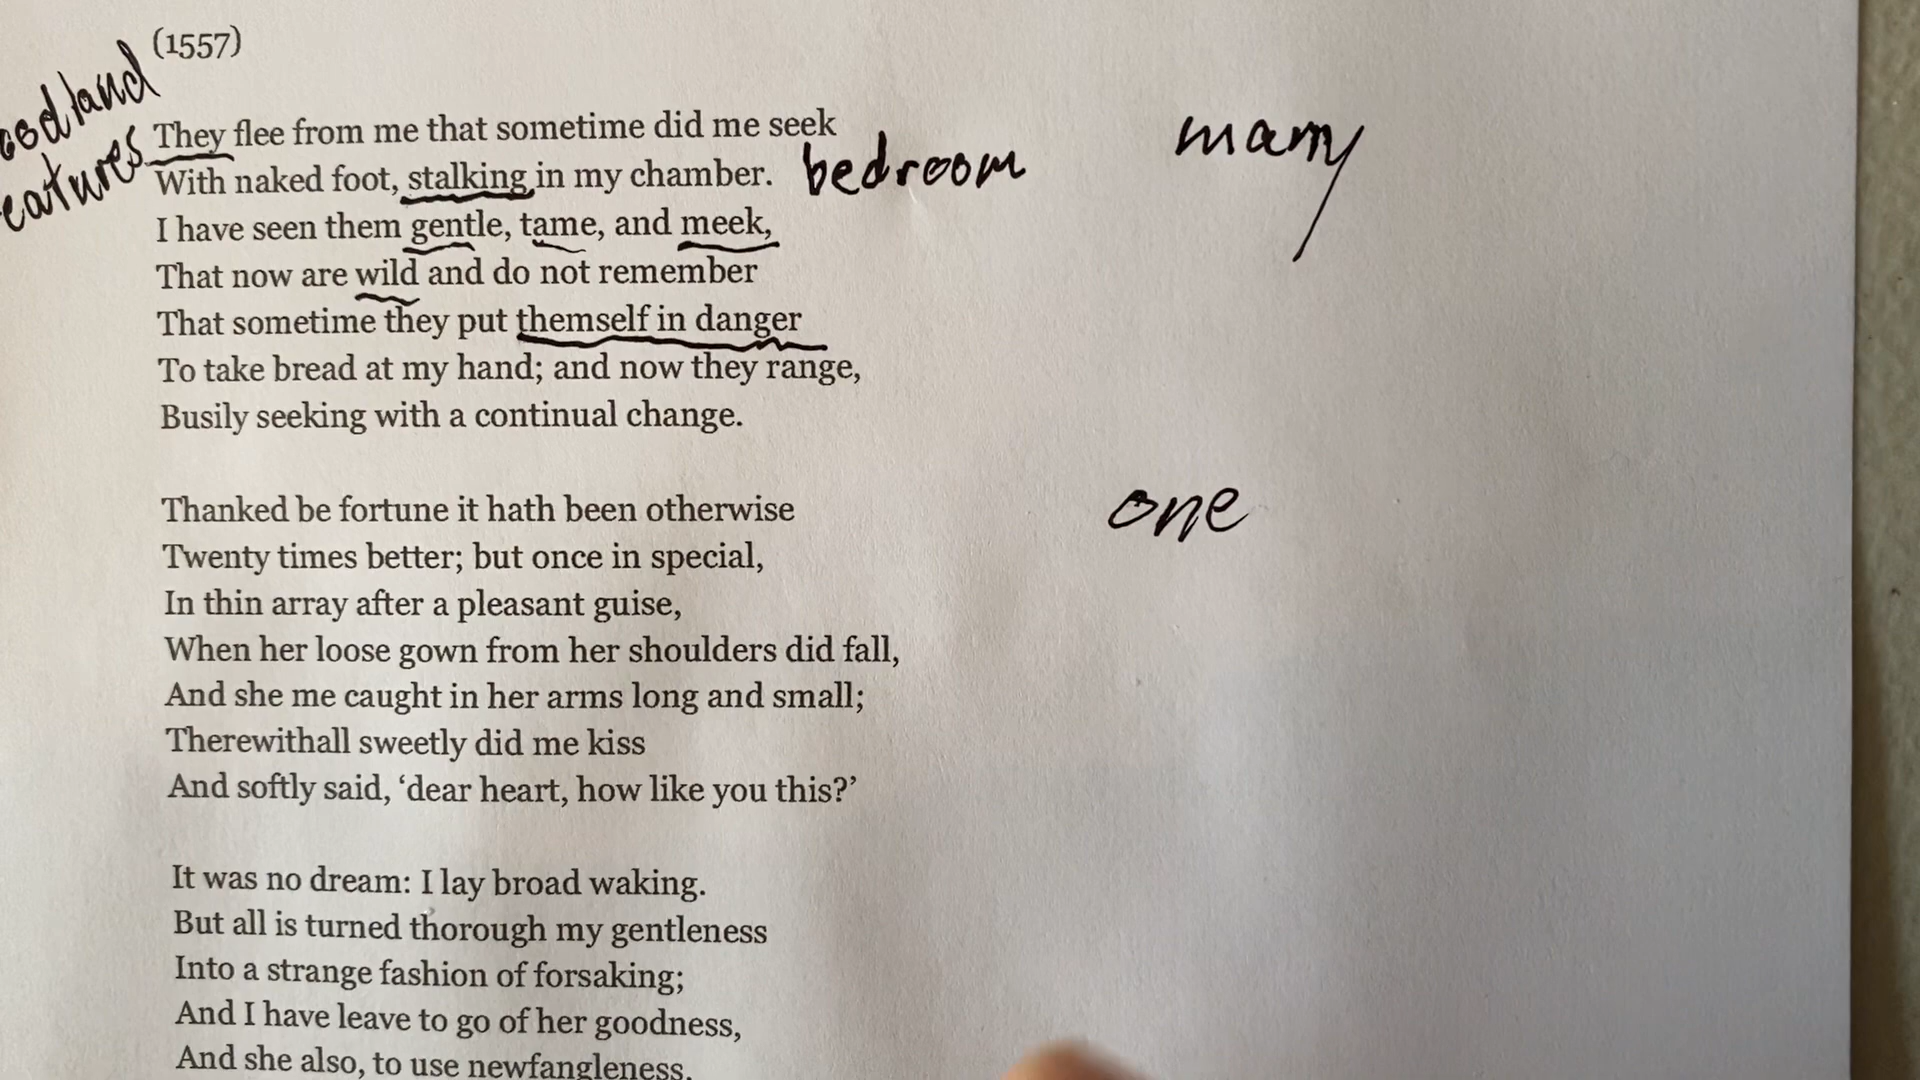 (1557)
oodland
eatures
They flee from me that sometime did me seek
many
With naked foot, stalking in my chamber.
bedroom
I have seen them gentle, tame, and meek,
That now are wild and do not remember
That sometime they put themself in danger
To take bread at my hand; and now they range,
Busily seeking with a continual change.
Thanked be fortune it hath been otherwise
one
Twenty times better; but once in special,
In thin array after a pleasant guise,
When her loose gown from her shoulders did fall,
And she me caught in her arms long and small;
Therewithall sweetly did me kiss
And softly said, ‘dear heart, how like you this?’
It was no dream: I lay broad waking.
But all is turned thorough my gentleness
Into a strange fashion of forsaking;
And I have leave to go of her goodness,
And she also, to use newfangleness.